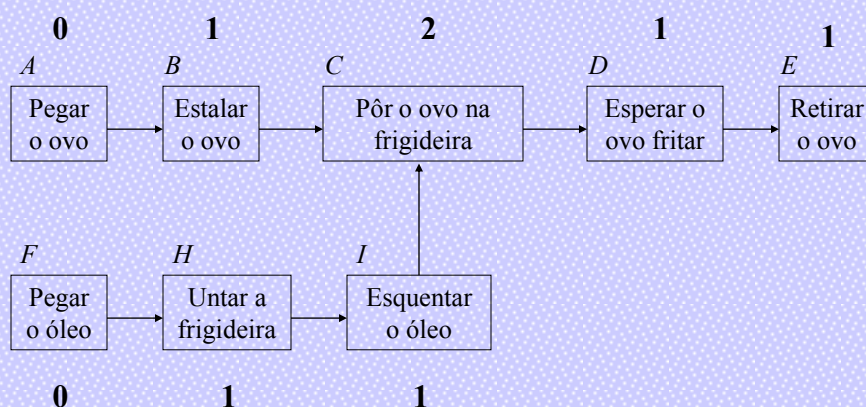 0 1 2 1 1
A B C D E
Pegar
o ovo
Estalar
o ovo
Pôr o ovo na
frigideira
Esperar o
ovo fritar
Retirar
o ovo
F H I
Pegar
o óleo
Untar a
frigideira
Esquentar
o óleo
0 1 1